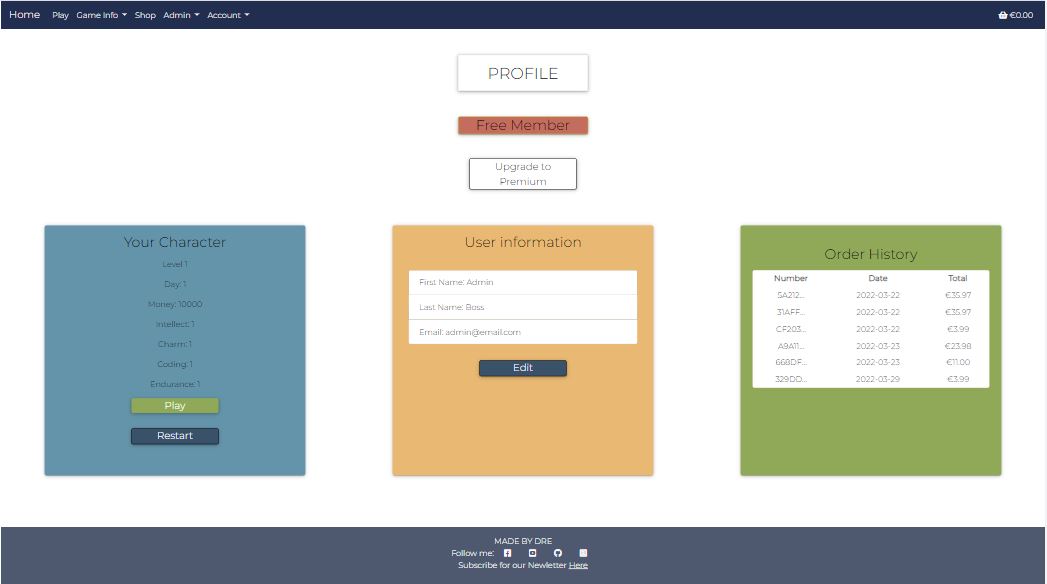 Home Play Game Info Shop Admin Account €0.00
PROFILE
Free Member
Upgrade to
Premium
Your Character
Level 1
Day: 1
Money: 10000
Intellect: 1
Charm: 1
Coding: 1
Endurance: 1
Play
Restart
User information
First Name: Admin
Last Name: Boss
Email: admin@email.com
Edit
Order History
Number Date Total
5A212... 2022-03-22 €35.97
31AFF... 2022-03-22 €35.97
CF203... 2022-03-22 €3.99
A9A11... 2022-03-23 €23.98
668DF... 2022-03-23 €11.00
329DD... 2022-03-29 €3.99
MADE BY DRE
Follow me:
Subscribe for our Newletter Here